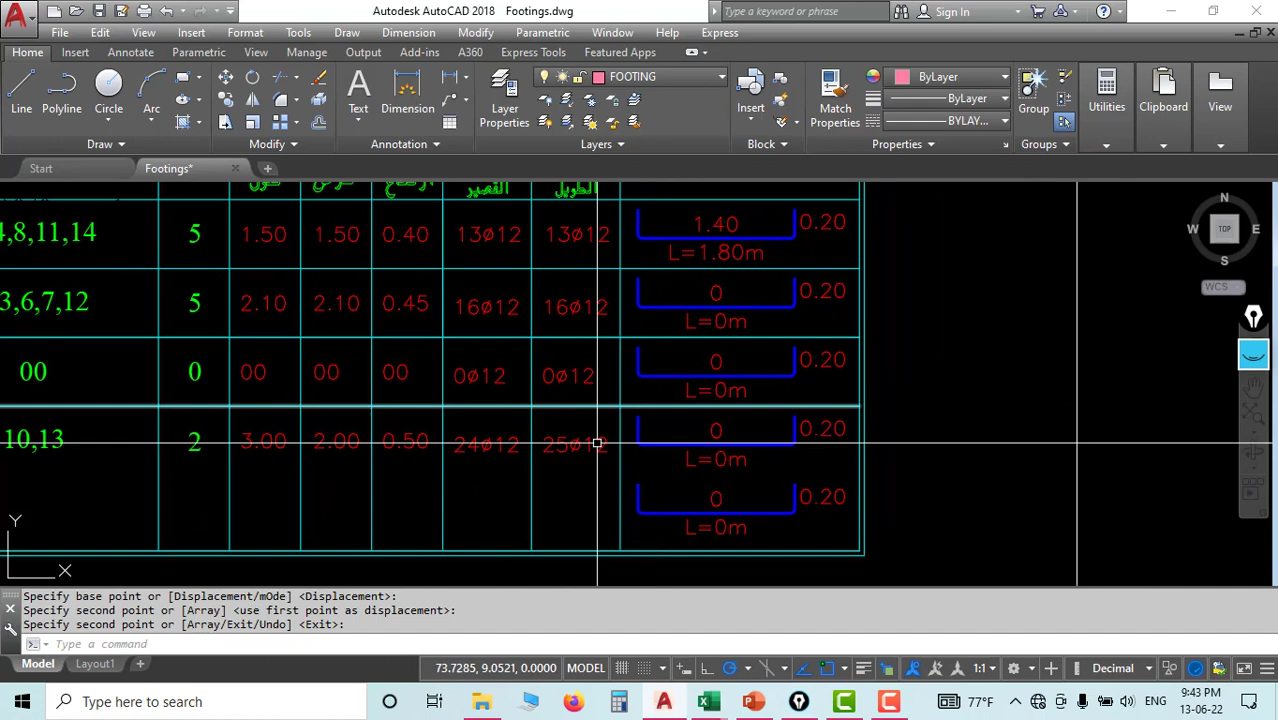 Autodesk AutoCAD 2018 Footings.dwg
Type a keyword or phrase
Sign In
File Edit View Insert Format Tools Draw Dimension Modify Parametric Window Help Express
Home Insert Annotate Parametric View Manage Output Add-ins A360 Express Tools Featured Apps
Line Polyline Circle Arc
Text Dimension
Layer Properties
FOOTING
Insert
Match Properties
ByLayer
ByLayer
BYLAY...
Group
Utilities
Clipboard
View
Draw Modify Annotation Layers Block Properties Groups
Start Footings*
القصير الطويل
4,8,11,14 5 1.50 1.50 0.40 13ø12 13ø12 1.40 0.20
L=1.80m
3,6,7,12 5 2.10 2.10 0.45 16ø12 16ø12 0 0.20
L=0m
00 0 00 00 00 0ø12 0ø12 0 0.20
L=0m
10,13 2 3.00 2.00 0.50 24ø12 25ø12 0 0.20
L=0m
0 0.20
L=0m
N
W TOP E
S
WCS
Y
X
Specify base point or [Displacement/mOde] <Displacement>:
Specify second point or [Array] <use first point as displacement>:
Specify second point or [Array/Exit/Undo] <Exit>:
Type a command
Model Layout1
73.7285, 9.0521, 0.0000 MODEL 1:1 Decimal
Type here to search
77°F
ENG
9:43 PM
13-06-22